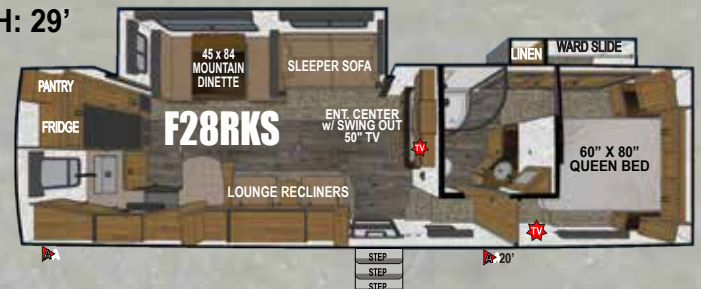 H: 29’
45 x 84
MOUNTAIN
DINETTE
SLEEPER SOFA
LINEN
WARD SLIDE
PANTRY
FRIDGE
F28RKS
ENT. CENTER
w/ SWING OUT
50" TV
TV
60” X 80”
QUEEN BED
LOUNGE RECLINERS
TV
A
A
20'
STEP
STEP
STEP